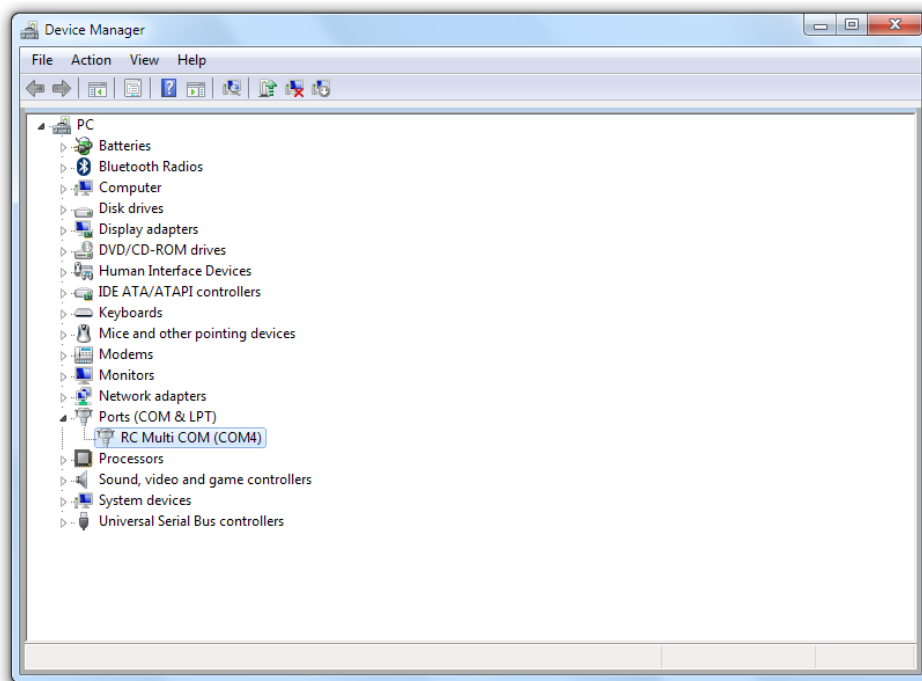 Device Manager
File Action View Help
PC
Batteries
Bluetooth Radios
Computer
Disk drives
Display adapters
DVD/CD-ROM drives
Human Interface Devices
IDE ATA/ATAPI controllers
Keyboards
Mice and other pointing devices
Modems
Monitors
Network adapters
Ports (COM & LPT)
RC Multi COM (COM4)
Processors
Sound, video and game controllers
System devices
Universal Serial Bus controllers